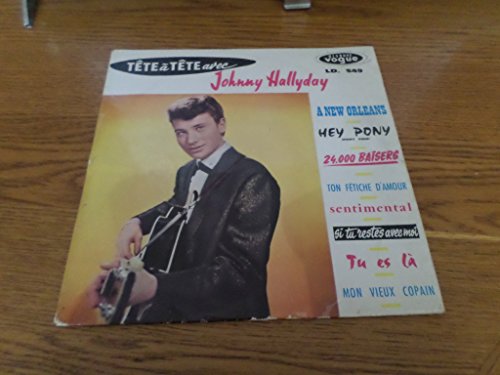 TÊTE à TÊTE avec
Johnny Hallyday
vogue
LD. 549
A NEW ORLEANS
HEY PONY
24.000 BAISERS
TON FÉTICHE D'AMOUR
sentimental
si tu restes avec moi
Tu es là
MON VIEUX COPAIN